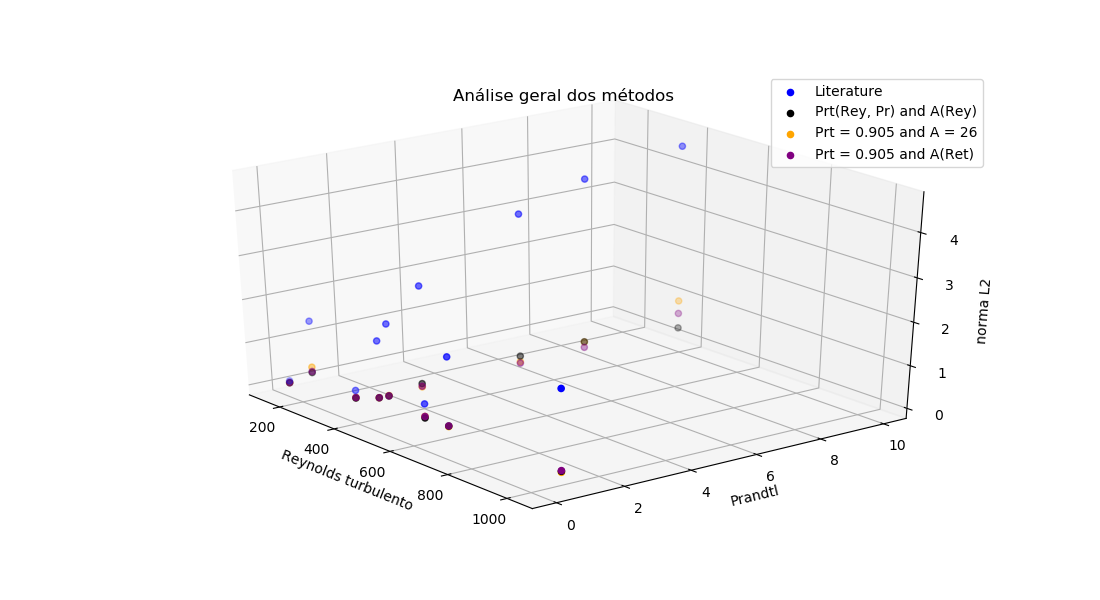 Análise geral dos métodos
Literature
Prt(Rey, Pr) and A(Rey)
Prt = 0.905 and A = 26
Prt = 0.905 and A(Ret)
200
400
600
800
1000
Reynolds turbulento
0
2
4
6
8
10
Prandtl
0
1
2
3
4
norma L2